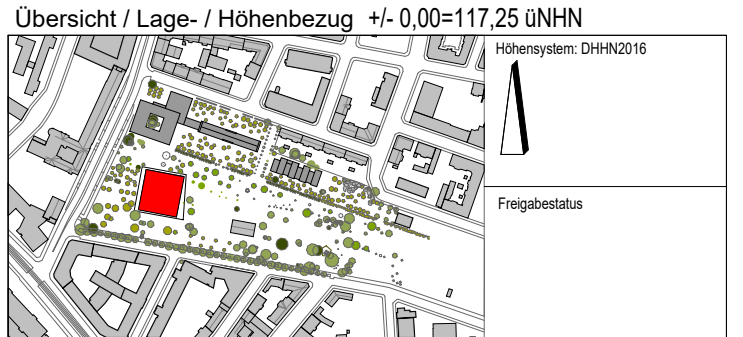 Übersicht / Lage- / Höhenbezug +/- 0,00=117,25 üNHN
Höhensystem: DHHN2016
Freigabestatus